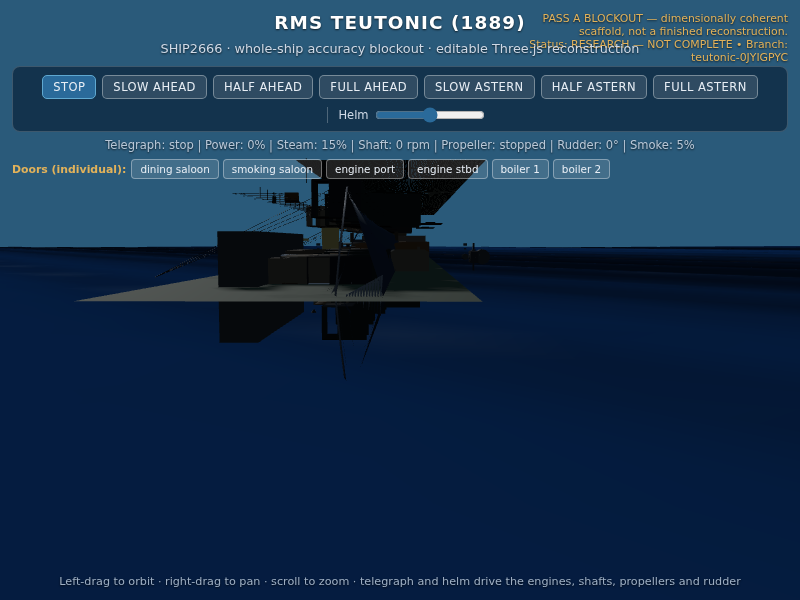 RMS TEUTONIC (1889)
SHIP2666 · whole-ship accuracy blockout · editable Three.js reconstruction
PASS A BLOCKOUT — dimensionally coherent
scaffold, not a finished reconstruction.
Status: RESEARCH — NOT COMPLETE • Branch:
teutonic-0JYIGPYC
STOP
SLOW AHEAD
HALF AHEAD
FULL AHEAD
SLOW ASTERN
HALF ASTERN
FULL ASTERN
Helm
Telegraph: stop | Power: 0% | Steam: 15% | Shaft: 0 rpm | Propeller: stopped | Rudder: 0° | Smoke: 5%
Doors (individual):
dining saloon
smoking saloon
engine port
engine stbd
boiler 1
boiler 2
Left-drag to orbit · right-drag to pan · scroll to zoom · telegraph and helm drive the engines, shafts, propellers and rudder